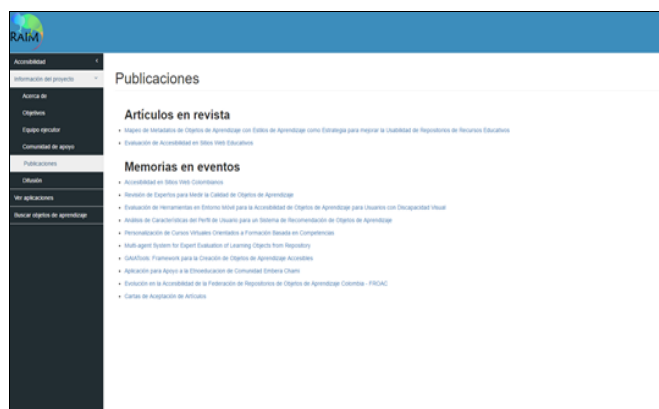 RAIM
Accesibilidad
Información del proyecto
Acerca de
Objetivos
Equipo ejecutor
Comunidad de apoyo
Publicaciones
Difusión
Ver aplicaciones
Buscar objetos de aprendizaje
Publicaciones
Artículos en revista
Mapeo de Metadatos de Objetos de Aprendizaje con Estilos de Aprendizaje como Estrategia para mejorar la Usabilidad de Repositorios de Recursos Educativos
Evaluación de Accesibilidad en Sitios Web Educativos
Memorias en eventos
Accesibilidad en Sitios Web Colombianos
Revisión de Expertos para Medir la Calidad de Objetos de Aprendizaje
Evaluación de Herramientas en Entorno Móvil para la Accesibilidad de Objetos de Aprendizaje para Usuarios con Discapacidad Visual
Análisis de Características del Perfil de Usuario para un Sistema de Recomendación de Objetos de Aprendizaje
Personalización de Cursos Virtuales Orientados a Formación Basada en Competencias
Multi-agent System for Expert Evaluation of Learning Objects from Repository
GAIATools: Framework para la Creación de Objetos de Aprendizaje Accesibles
Aplicación para Apoyo a la Etnoeducación de Comunidad Embera Chamí
Evolución en la Accesibilidad de la Federación de Repositorios de Objetos de Aprendizaje Colombia - FROAC
Cartas de Aceptación de Artículos